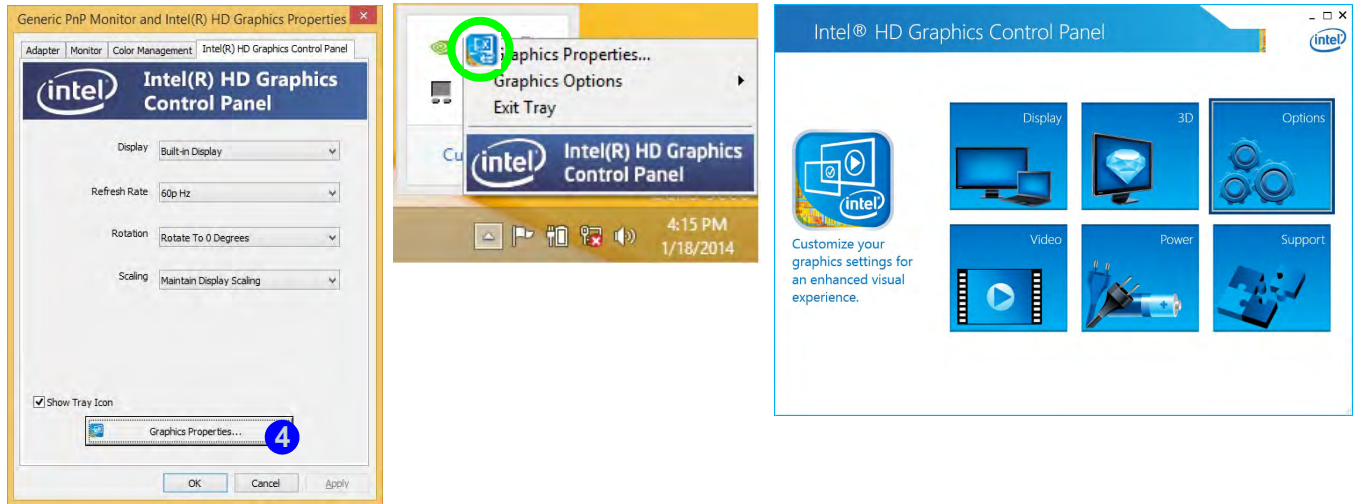 Generic PnP Monitor and Intel(R) HD Graphics Properties
Adapter Monitor Color Management Intel(R) HD Graphics Control Panel
intel
Intel(R) HD Graphics
Control Panel
Display Built-in Display
Refresh Rate 60p Hz
Rotation Rotate To 0 Degrees
Scaling Maintain Display Scaling
Show Tray Icon
Graphics Properties...
4
OK Cancel Apply
Graphics Properties...
Graphics Options
Exit Tray
Cu
intel
Intel(R) HD Graphics
Control Panel
4:15 PM
1/18/2014
Intel® HD Graphics Control Panel
intel
intel
Customize your
graphics settings for
an enhanced visual
experience.
Display 3D Options
Video Power Support